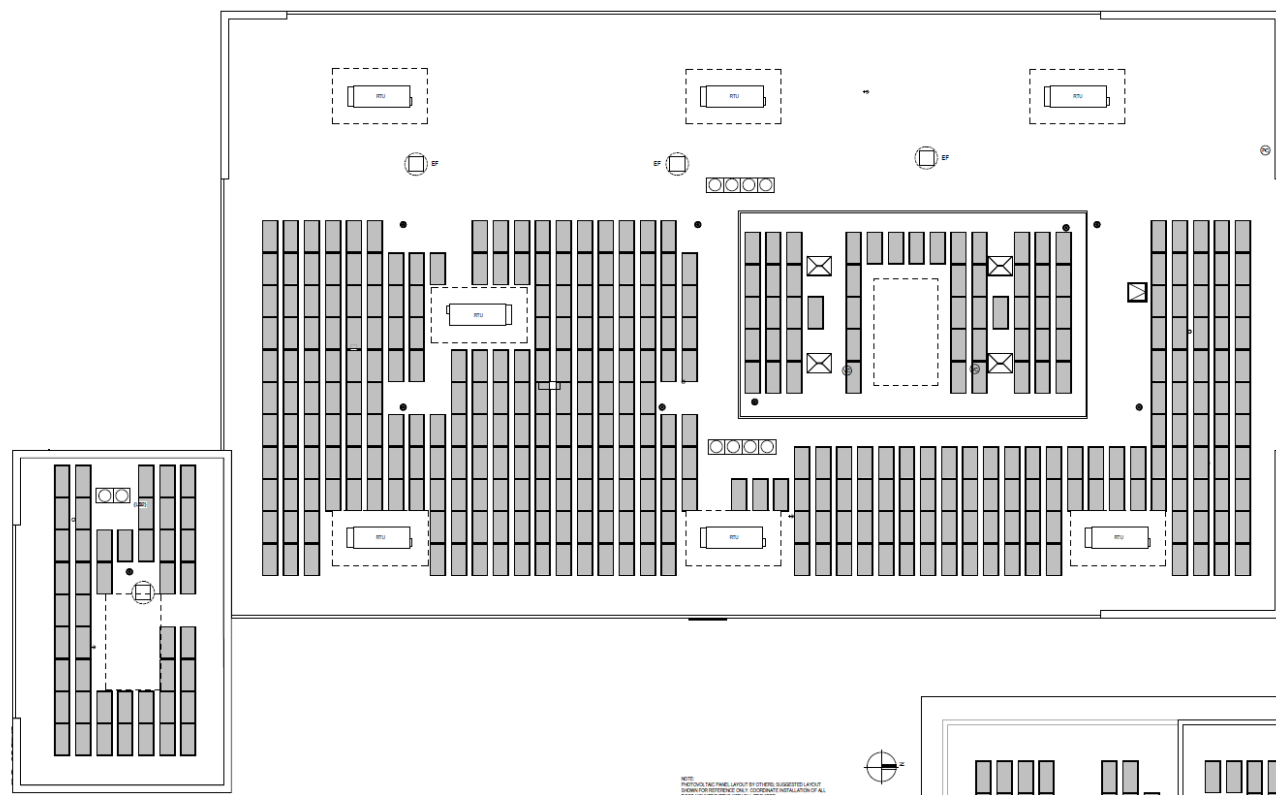 RTU
RTU
RTU
EF
EF
EF
RTU
RTU
RTU
RTU
N
NOTE:
PHOTOVOLTAIC PANEL LAYOUT BY OTHERS; SUGGESTED LAYOUT
SHOWN FOR REFERENCE ONLY. COORDINATE INSTALLATION OF ALL